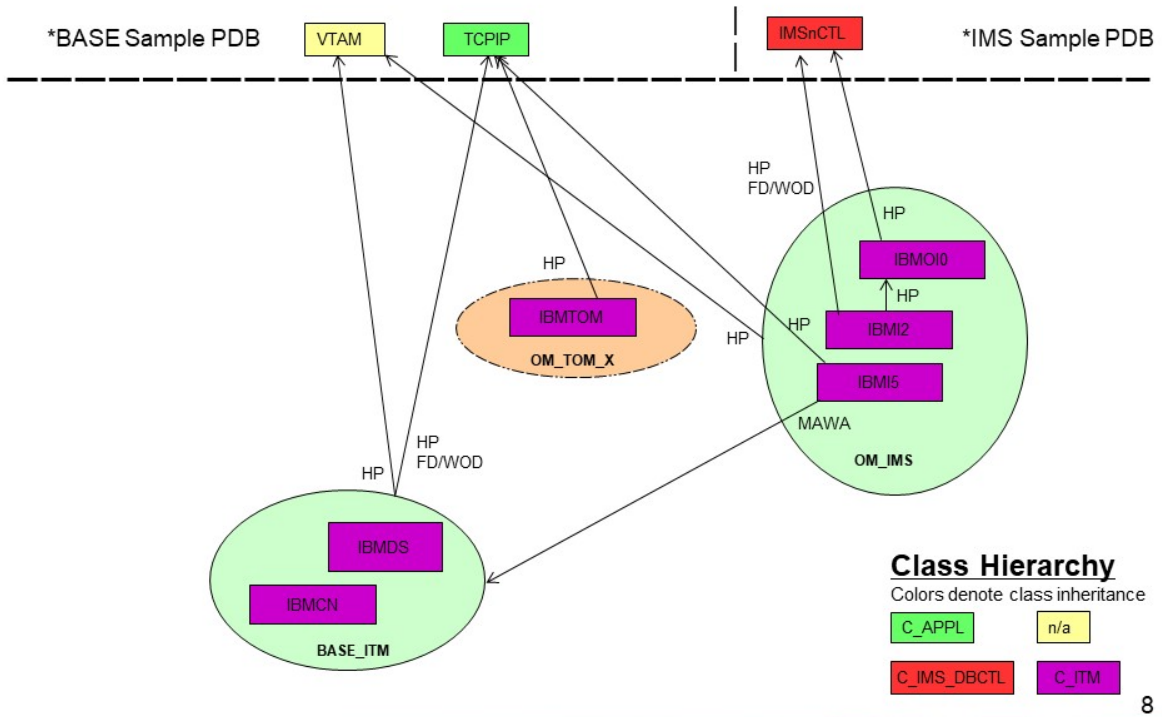 *BASE Sample PDB
VTAM
TCPIP
IMSnCTL
*IMS Sample PDB
HP
FD/WOD
HP
IBMOI0
HP
HP
IBMTOM
OM_TOM_X
HP
HP
IBMI2
IBMI5
MAWA
OM_IMS
HP
HP
FD/WOD
IBMDS
IBMCN
BASE_ITM
Class Hierarchy
Colors denote class inheritance
C_APPL
n/a
C_IMS_DBCTL
C_ITM
8